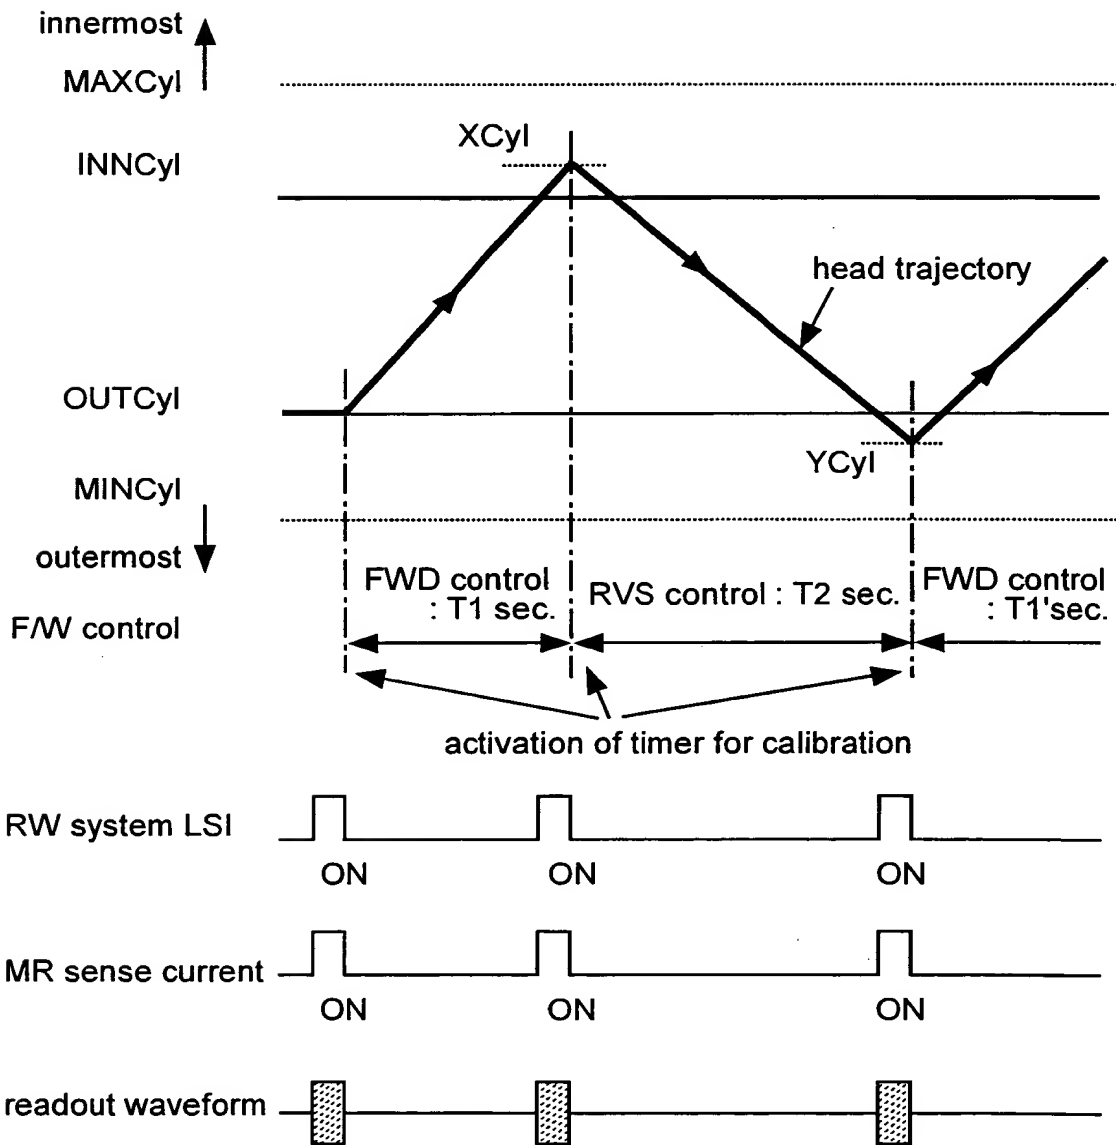 innermost
MAXCyl
XCyl
INNCyl
head trajectory
OUTCyl
YCyl
MINCyl
outermost
FWD control
: T1 sec.
RVS control : T2 sec.
FWD control
: T1'sec.
F/W control
activation of timer for calibration
RW system LSI
ON
ON
ON
MR sense current
ON
ON
ON
readout waveform